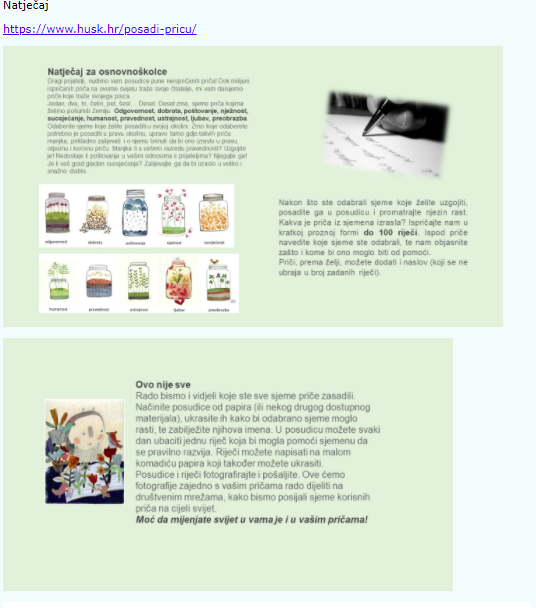 Natječaj
https://www.husk.hr/posadi-pricu/
Natječaj za osnovnoškolce
Dragi prijatelji, nudimo vam posudice pune neispričanih priča! Dok milijuni
ispričanih priča na ovome svijetu traže svoje čitatelje, mi vam darujemo
priče koje traže svojega pisca.
Jedan, dva, tri, četiri, pet, šest… Deset. Deset zrna, sjeme priča kojima
želimo pošumiti Zemlju. Odgovornost, dobrota, poštovanje, nježnost,
suosjećanje, humanost, pravednost, ustrajnost, ljubav, preobrazba.
Odaberite sjeme koje želite posaditi u svojoj okolini. Zrno koje odaberete
potrebno je posaditi u pravo okolinu, upravo tamo gdje takvih priča
manjka, prikladno zalijevati i o njemu brinuti da bi ono izraslo u pravu,
otpornu i korisnu priču. Manjka li u vašem razredu pravednosti? Uzgojite
je! Nedostaje li poštovanja u vašim odnosima s prijateljima? Njegujte ga!
Je li vaš grad gladan suosjećanja? Zalijevajte ga da bi izraslo u veliko i
snažno stablo.
odgovornost dobrota poštovanje nježnost suosjećanje
humanost pravednost ustrajnost ljubav preobrazba
Nakon što ste odabrali sjeme koje želite uzgojiti,
posadite ga u posudicu i promatrajte njezin rast.
Kakva je priča iz sjemena izrasla? Ispričajte nam u
kratkoj proznoj formi do 100 riječi. Ispod priče
navedite koje sjeme ste odabrali, te nam objasnite
zašto i kome bi ono moglo biti od pomoći.
Priči, prema želji, možete dodati i naslov (koji se ne
ubraja u broj zadanih riječi).
Ovo nije sve
Rado bismo i vidjeli koje ste sve sjeme priče zasadili.
Načinite posudice od papira (ili nekog drugog dostupnog
materijala), ukrasite ih kako bi odabrano sjeme moglo
rasti, te zabilježite njihova imena. U posudicu možete svaki
dan ubaciti jednu riječ koja bi mogla pomoći sjemenu da
se pravilno razvija. Riječi možete napisati na malom
komadiću papira koji također možete ukrasiti.
Posudice i riječi fotografirajte i pošaljite. Ove ćemo
fotografije zajedno s vašim pričama rado dijeliti na
društvenim mrežama, kako bismo posijali sjeme korisnih
priča na cijeli svijet.
Moć da mijenjate svijet u vama je i u vašim pričama!